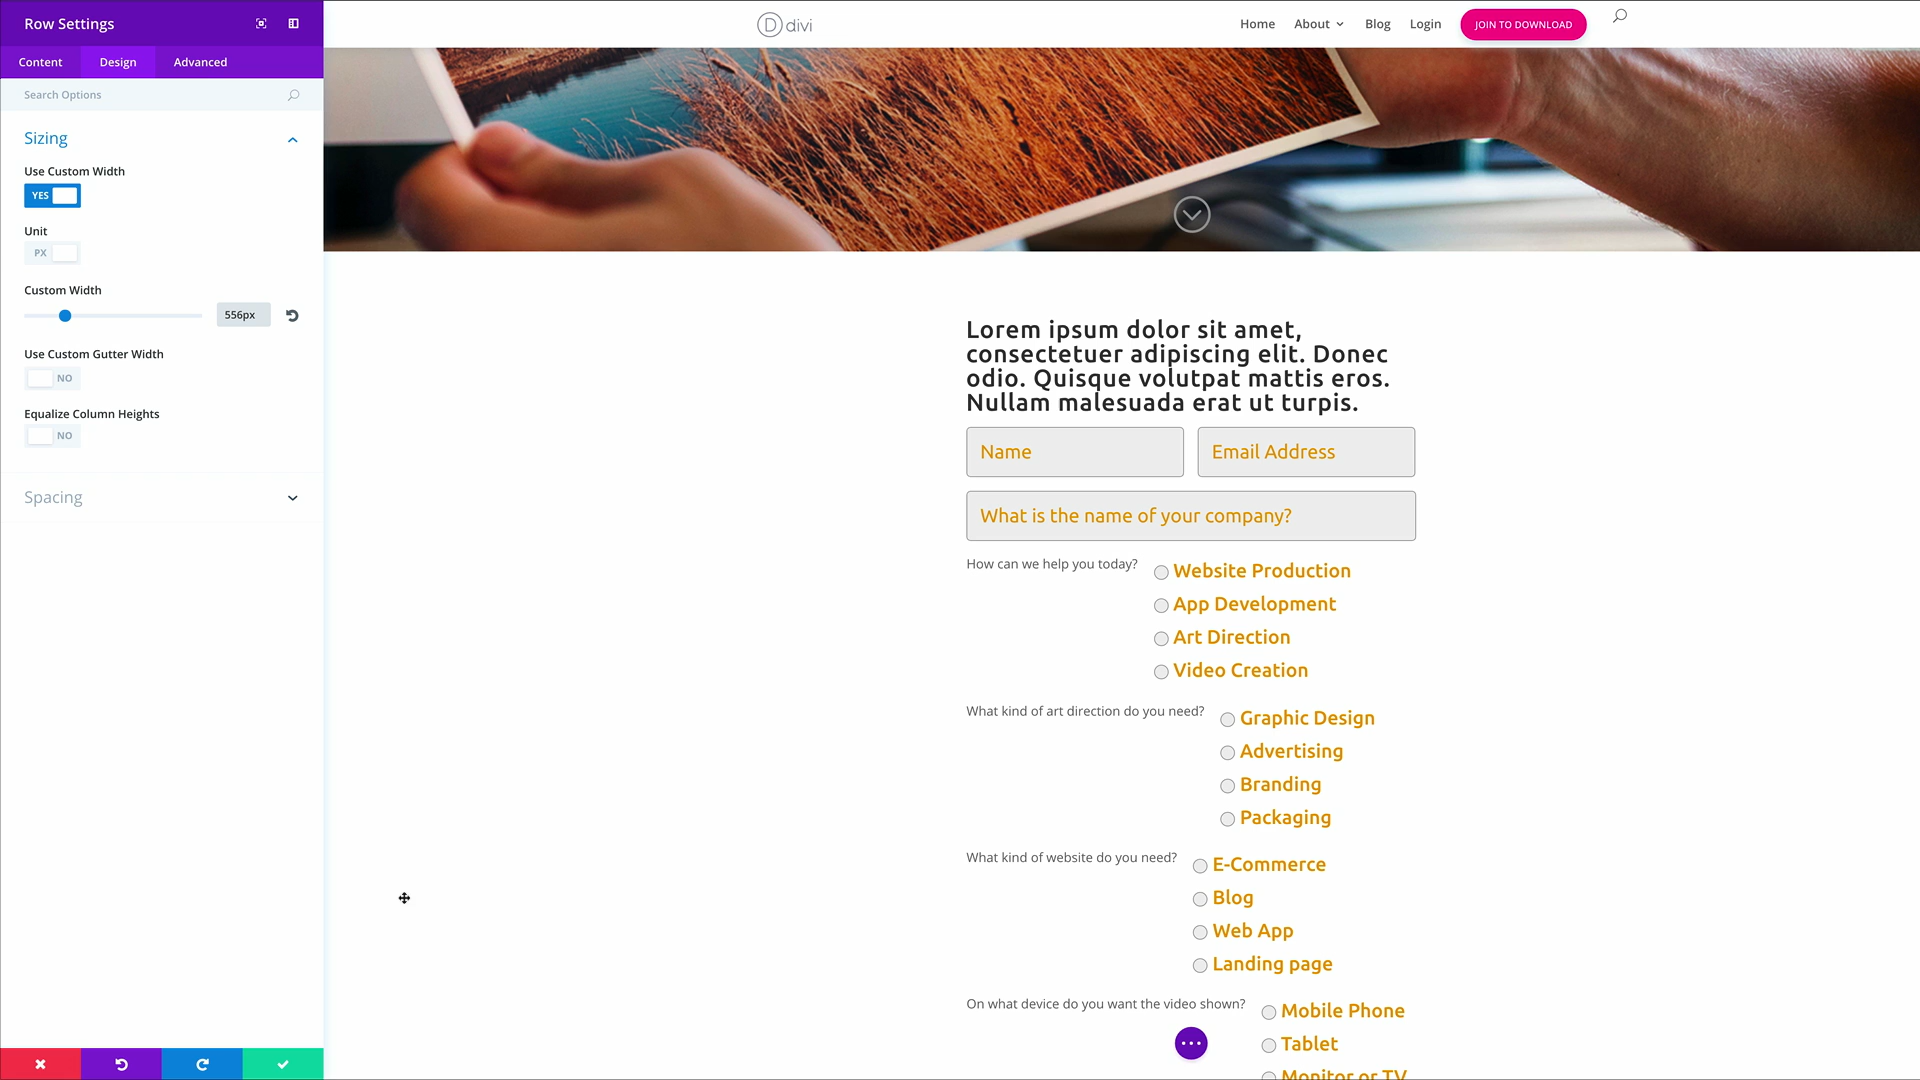 Row Settings
Content
Design
Advanced
Search Options
Sizing
Use Custom Width
YES
Unit
PX
Custom Width
556px
Use Custom Gutter Width
NO
Equalize Column Heights
NO
Spacing
D divi
Home
About
Blog
Login
JOIN TO DOWNLOAD
Lorem ipsum dolor sit amet,
consectetuer adipiscing elit. Donec
odio. Quisque volutpat mattis eros.
Nullam malesuada erat ut turpis.
Name
Email Address
What is the name of your company?
How can we help you today?
Website Production
App Development
Art Direction
Video Creation
What kind of art direction do you need?
Graphic Design
Advertising
Branding
Packaging
What kind of website do you need?
E-Commerce
Blog
Web App
Landing page
On what device do you want the video shown?
Mobile Phone
Tablet
Monitor or TV